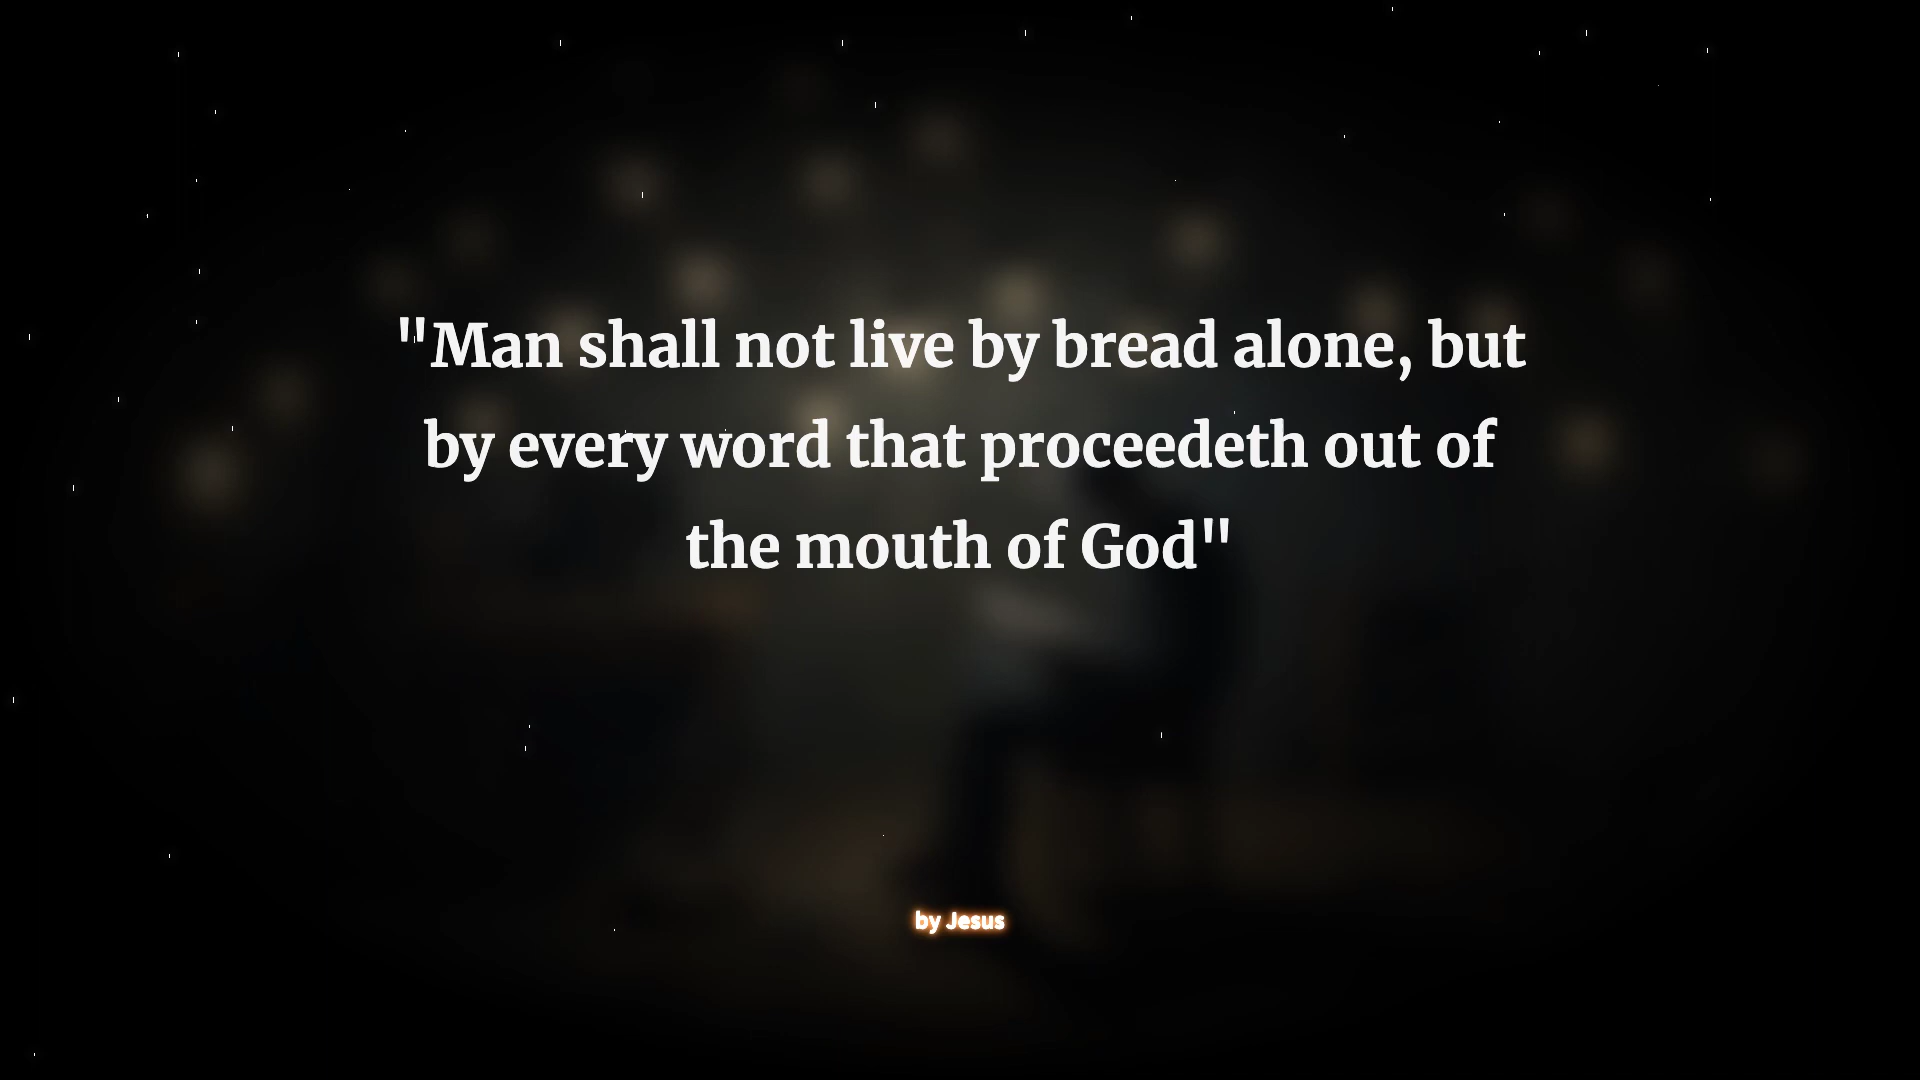 "Man shall not live by bread alone, but
by every word that proceedeth out of
the mouth of God"
by Jesus